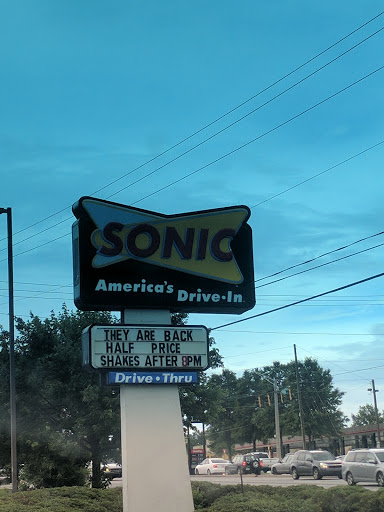 SONIC
America's
Drive-In
THEY ARE BACK
HALF PRICE
SHAKES AFTER 8PM
Drive • Thru